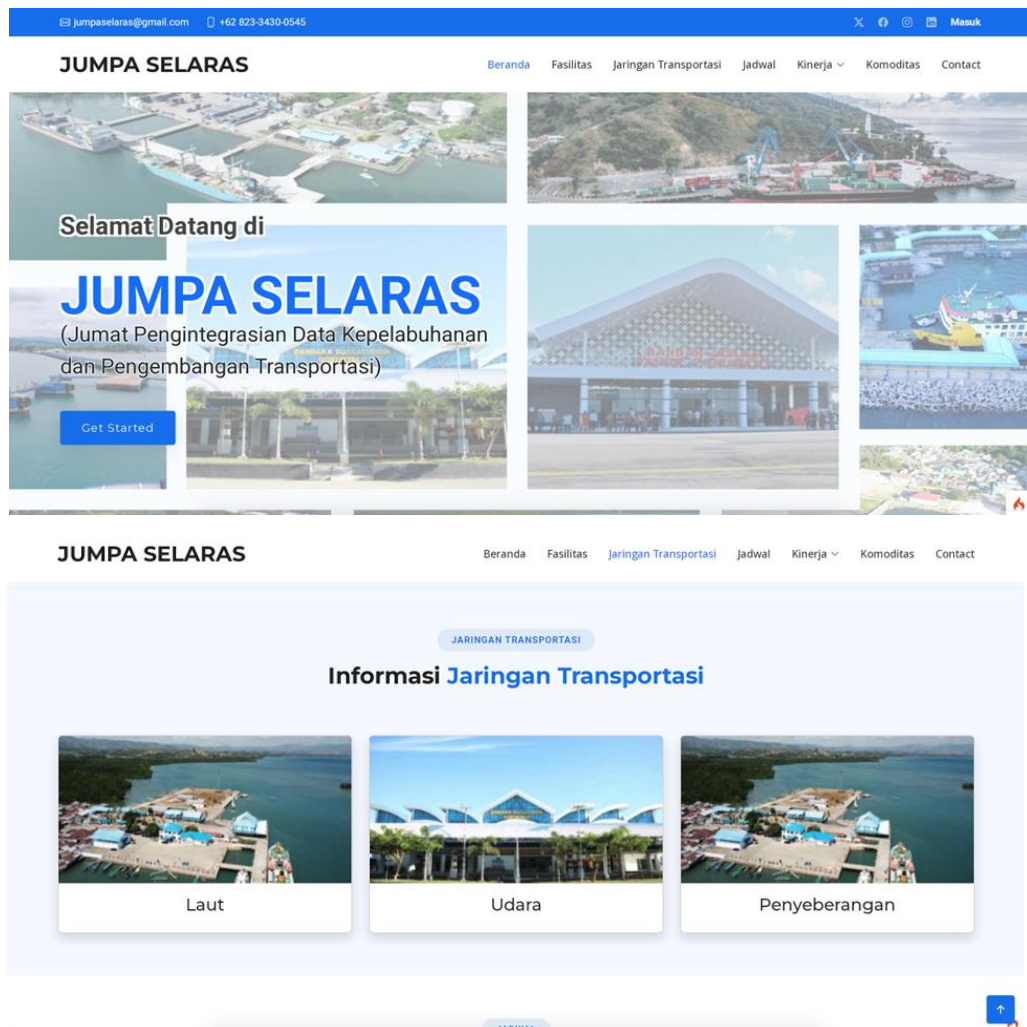 jumpaselaras@gmail.com +62 823-3430-0545 Masuk
JUMPA SELARAS Beranda Fasilitas Jaringan Transportasi Jadwal Kinerja Komoditas Contact
Selamat Datang di
JUMPA SELARAS
(Jumat Pengintegrasian Data Kepelabuhanan
dan Pengembangan Transportasi)
Get Started
JUMPA SELARAS Beranda Fasilitas Jaringan Transportasi Jadwal Kinerja Komoditas Contact
JARINGAN TRANSPORTASI
Informasi Jaringan Transportasi
Laut Udara Penyeberangan